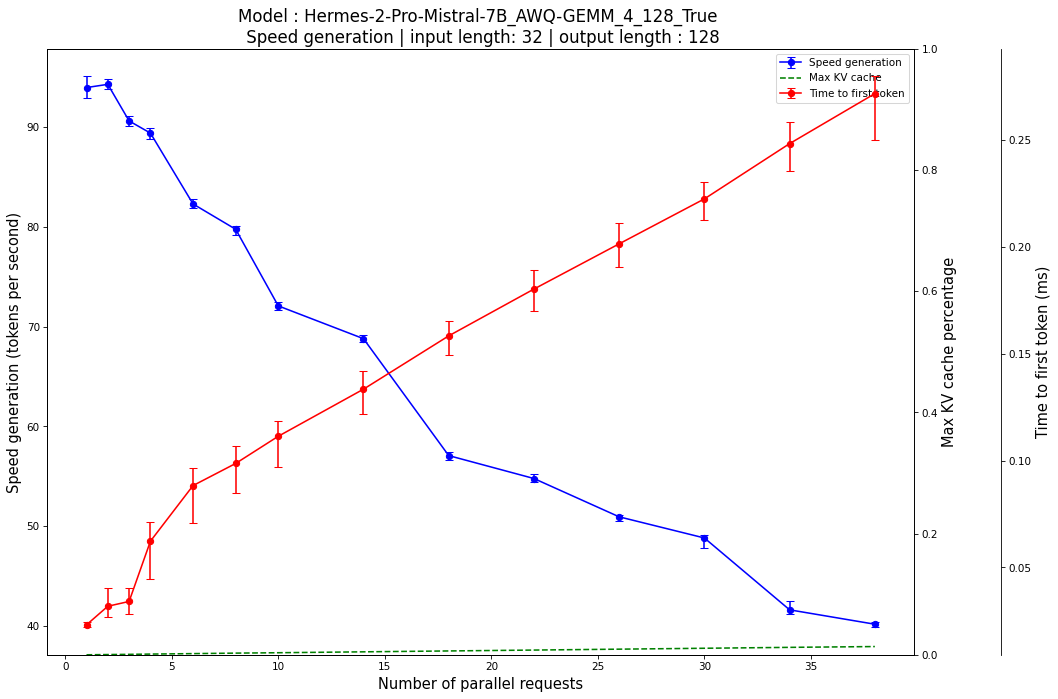 Model : Hermes-2-Pro-Mistral-7B_AWQ-GEMM_4_128_True
Speed generation | input length: 32 | output length : 128
Speed generation
Max KV cache
Time to first token
Speed generation (tokens per second)
90
80
70
60
50
40
0
5
10
15
20
25
30
35
Number of parallel requests
1.0
0.8
0.6
0.4
0.2
0.0
Max KV cache percentage
0.25
0.20
0.15
0.10
0.05
Time to first token (ms)